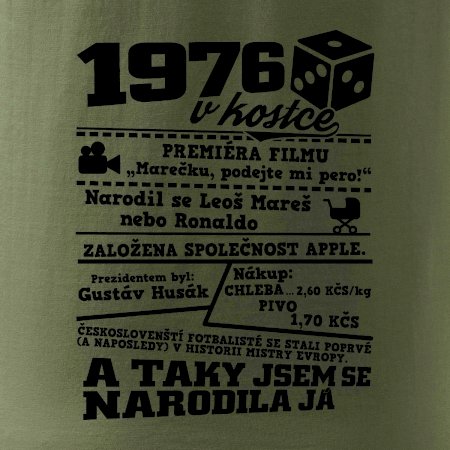 1976
v kostce
PREMIÉRA FILMU
„Marečku, podejte mi pero!“
Narodil se Leoš Mareš
nebo Ronaldo
ZALOŽENA SPOLEČNOST APPLE.
Prezidentem byl:
Gustáv Husák
Nákup:
CHLEBA...2,60 KČS/kg
PIVO
1,70 KČS
ČESKOSLOVENŠTÍ FOTBALISTÉ SE STALI POPRVÉ
(A NAPOSLEDY) V HISTORII MISTRY EVROPY.
A TAKY JSEM SE
NARODILA JÁ